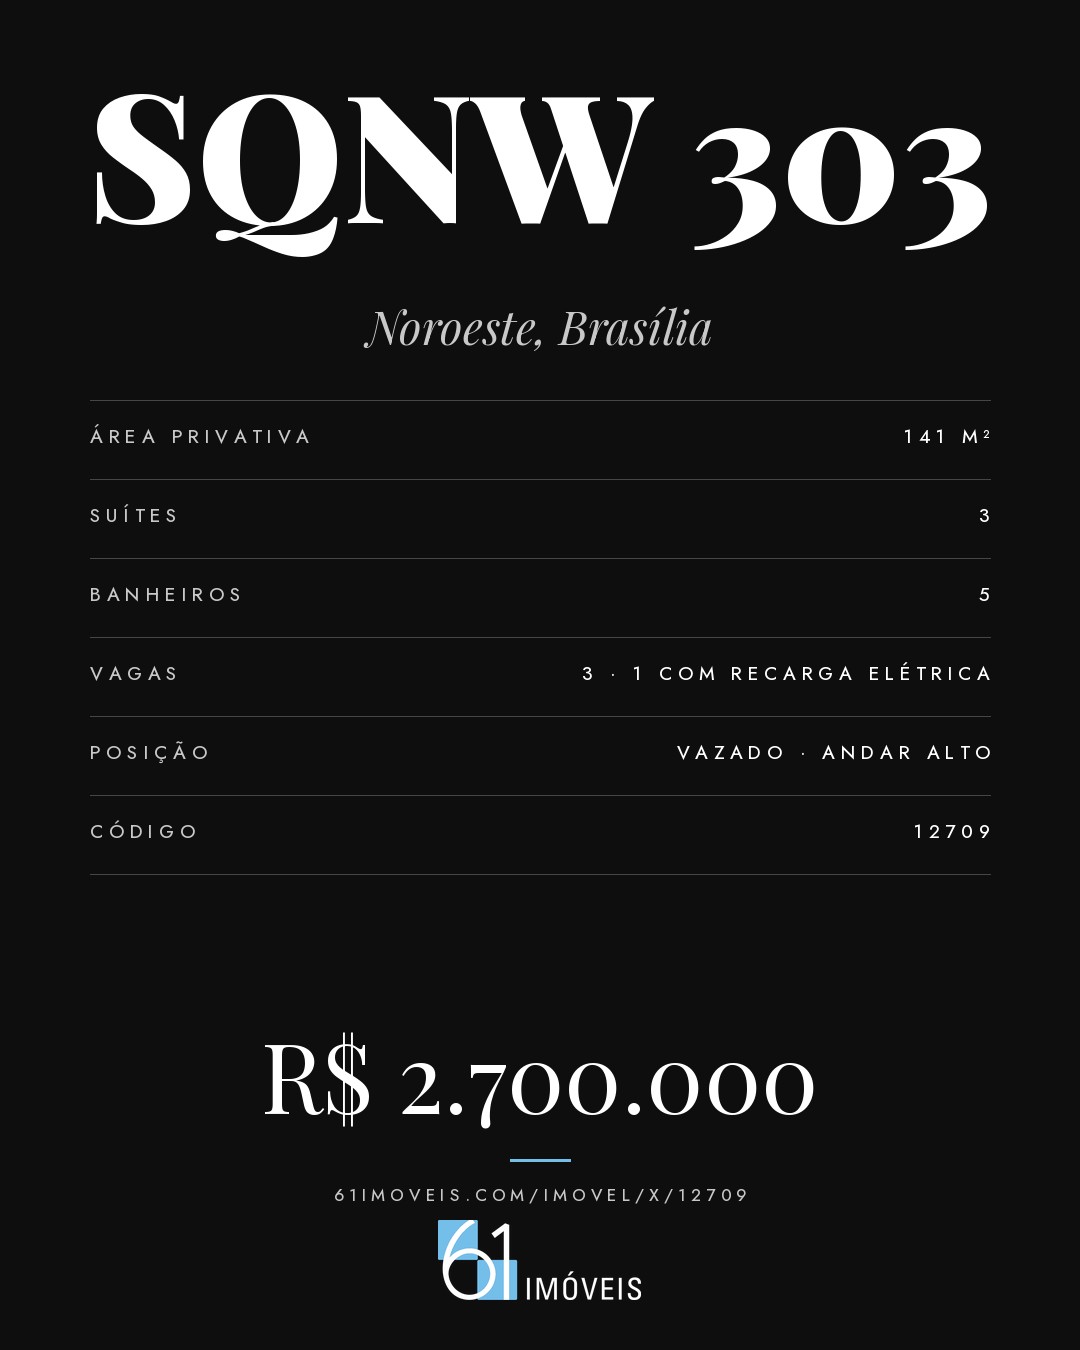 SQNW 303
Noroeste, Brasília
ÁREA PRIVATIVA 141 M²
SUÍTES 3
BANHEIROS 5
VAGAS 3 · 1 COM RECARGA ELÉTRICA
POSIÇÃO VAZADO · ANDAR ALTO
CÓDIGO 12709
R$ 2.700.000
61IMOVEIS.COM/IMOVEL/X/12709
61 IMÓVEIS